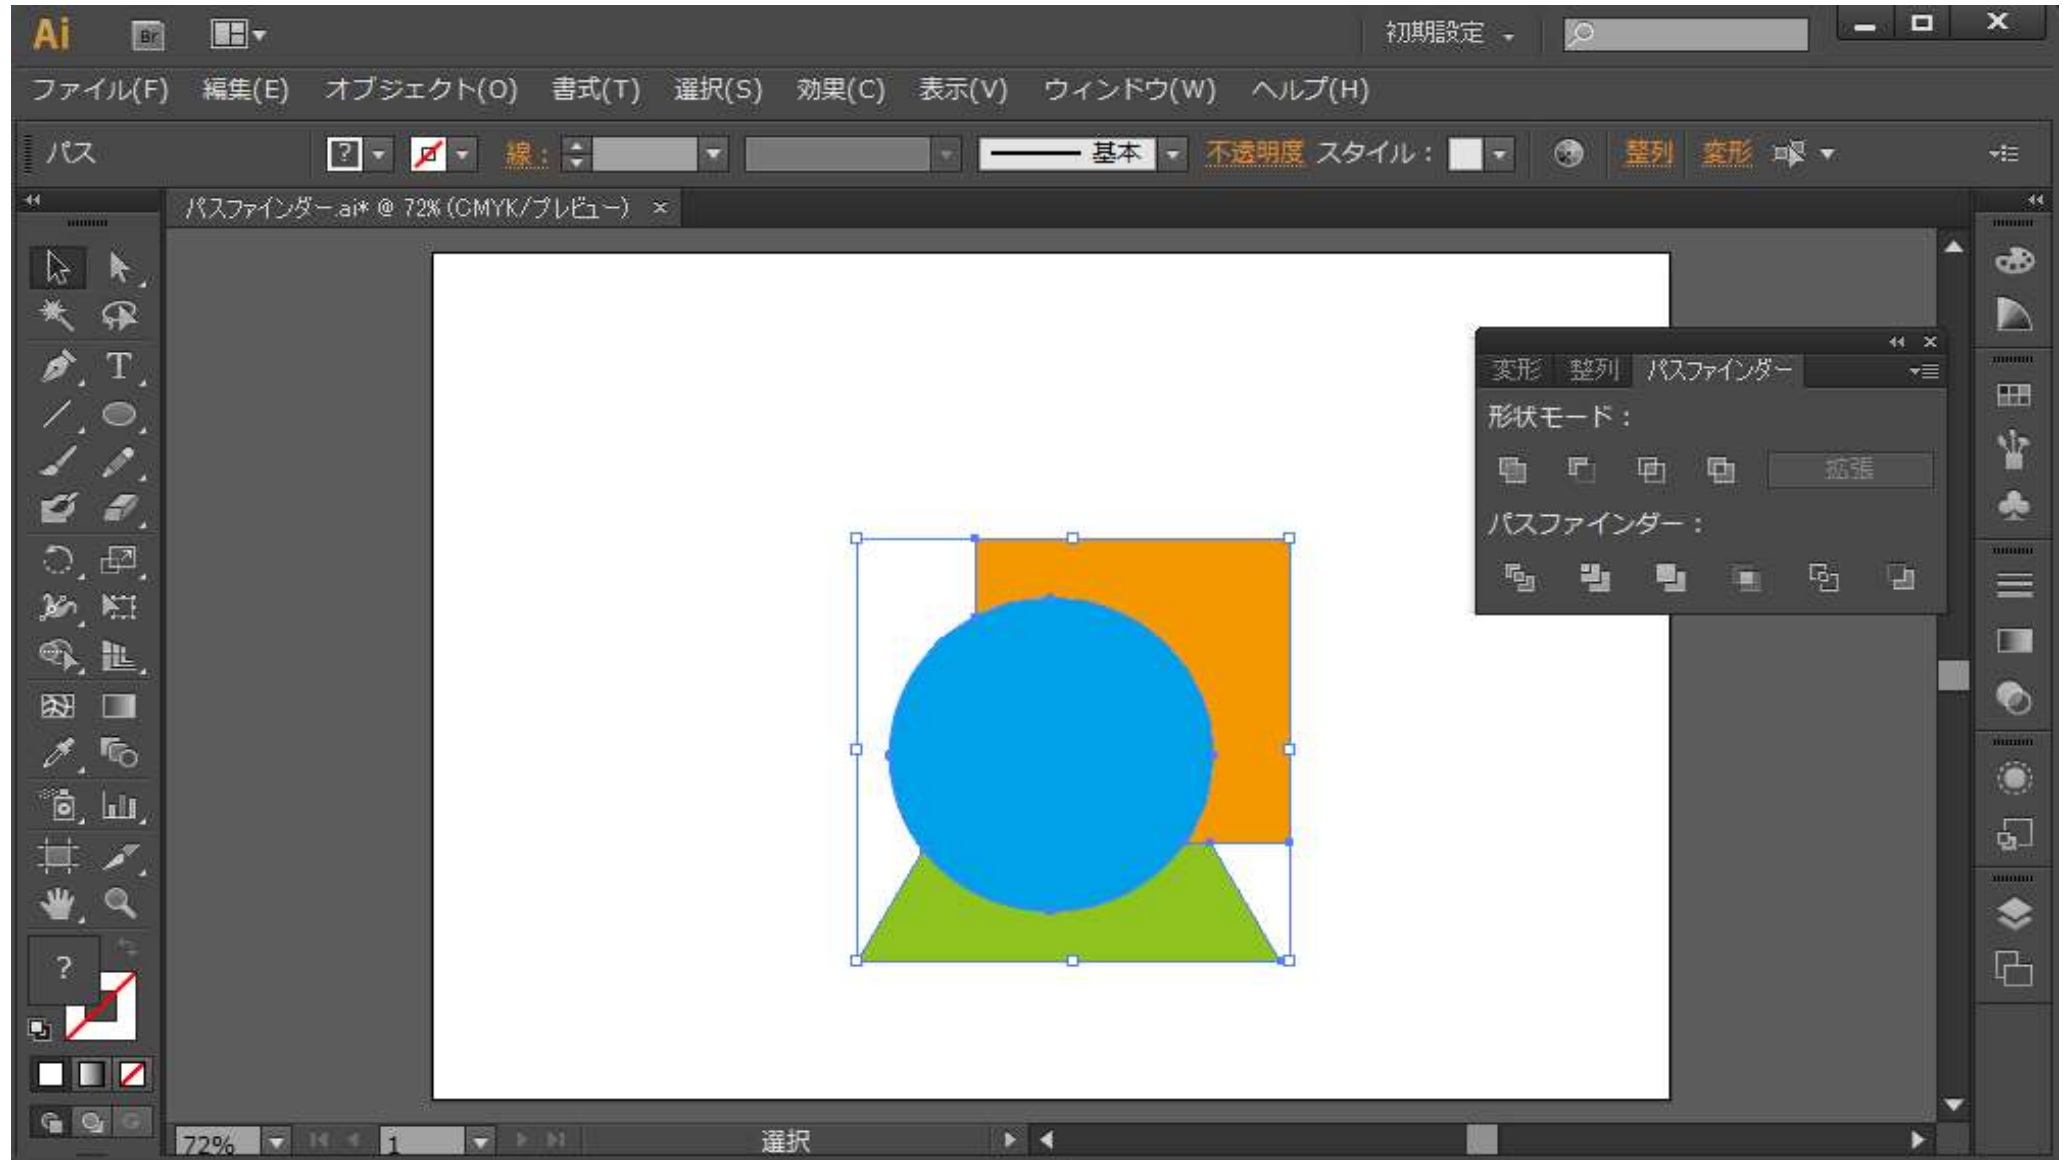 Ai Br 初期設定
ファイル(F) 編集(E) オブジェクト(O) 書式(T) 選択(S) 効果(C) 表示(V) ウィンドウ(W) ヘルプ(H)
パス ? 線: 基本 不透明度 スタイル: 整列 変形
パスファインダー.ai* @ 72% (CMYK/プレビュー) ×
T
変形 整列 パスファインダー
形状モード:
拡張
パスファインダー:
?
72% 1 選択